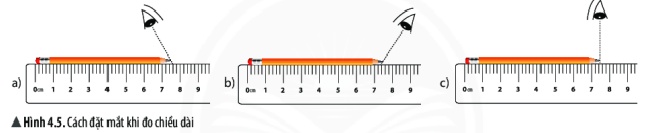 a) 0cm 1 2 3 4 5 6 7 8 9
b) 0cm 1 2 3 4 5 6 7 8 9
c) 0cm 1 2 3 4 5 6 7 8 9
▲ Hình 4.5. Cách đặt mắt khi đo chiều dài